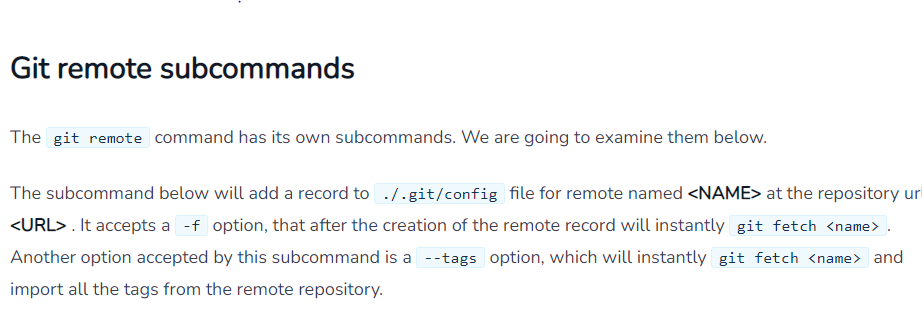 Git remote subcommands
The git remote command has its own subcommands. We are going to examine them below.
The subcommand below will add a record to ./.git/config file for remote named <NAME> at the repository url
<URL> . It accepts a -f option, that after the creation of the remote record will instantly git fetch <name> .
Another option accepted by this subcommand is a --tags option, which will instantly git fetch <name> and
import all the tags from the remote repository.